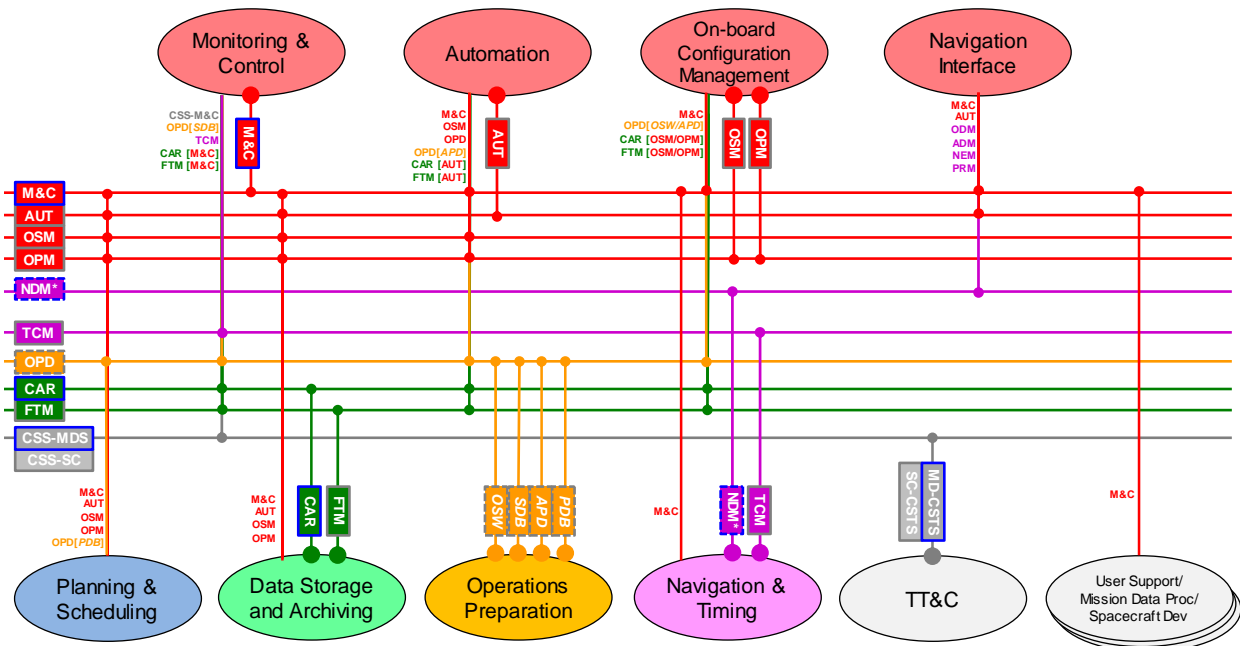 Monitoring &
Control
Automation
On-board
Configuration
Management
Navigation
Interface
CSS-M&C
OPD[SDB]
TCM
CAR [M&C]
FTM [M&C]
M&C
M&C
OSM
OPD
OPD[APD]
CAR [AUT]
FTM [AUT]
AUT
M&C
OPD[OSW/APD]
CAR [OSM/OPM]
FTM [OSM/OPM]
OSM
OPM
M&C
AUT
ODM
ADM
NEM
PRM
M&C
AUT
OSM
OPM
NDM*
TCM
OPD
CAR
FTM
CSS-MDS
CSS-SC
M&C
AUT
OSM
OPM
OPD[PDB]
M&C
AUT
OSM
OPM
CAR
FTM
OSW
SDB
APD
PDB
M&C
NDM*
TCM
SC-CSTS
MD-CSTS
M&C
Planning &
Scheduling
Data Storage
and Archiving
Operations
Preparation
Navigation &
Timing
TT&C
User Support/
Mission Data Proc/
Spacecraft Dev